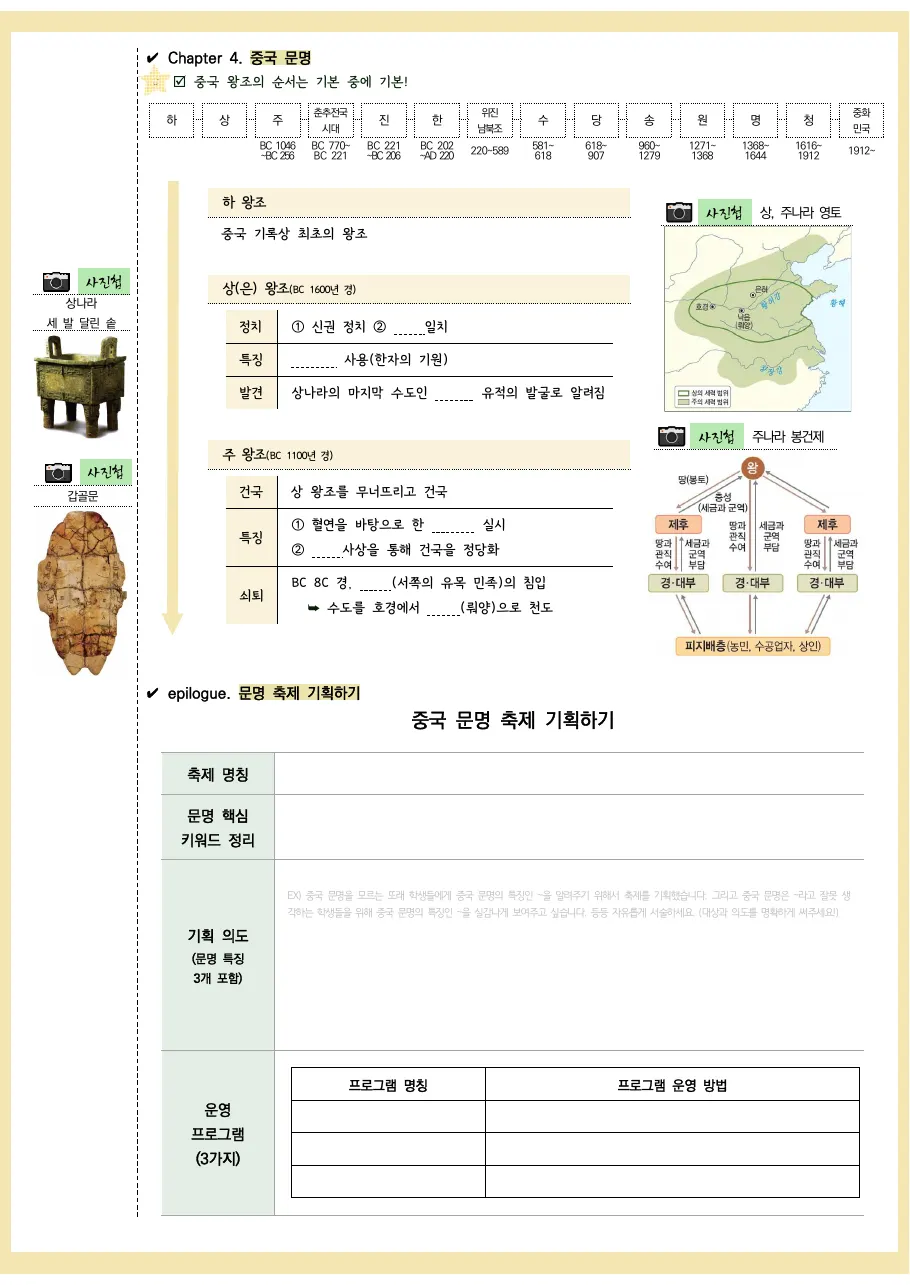 ✔ Chapter 4. 중국 문명
☑ 중국 왕조의 순서는 기본 중에 기본!
하 상 주 춘추전국 시대 진 한 위진 남북조 수 당 송 원 명 청 중화 민국
BC 1046 ~BC 256
BC 770~ BC 221
BC 221 ~BC 206
BC 202 ~AD 220
220~589
581~ 618
618~ 907
960~ 1279
1271~ 1368
1368~ 1644
1616~ 1912
1912~
하 왕조
중국 기록상 최초의 왕조
상(은) 왕조(BC 1600년 경)
정치 ① 신권 정치 ② ______일치
특징 _________ 사용(한자의 기원)
발견 상나라의 마지막 수도인 _______ 유적의 발굴로 알려짐
주 왕조(BC 1100년 경)
건국 상 왕조를 무너뜨리고 건국
특징
① 혈연을 바탕으로 한 ________ 실시
② ______사상을 통해 건국을 정당화
쇠퇴
BC 8C 경, ______(서쪽의 유목 민족)의 침입
➥ 수도를 호경에서 ______(뤄양)으로 천도
사진첩
상나라
세 발 달린 솥
사진첩
갑골문
사진첩 상, 주나라 영토
은허
호경
낙읍
(뤄양)
황허강
황해
창장강
상의 세력 범위
주의 세력 범위
사진첩 주나라 봉건제
왕
땅(봉토)
충성
(세금과 군역)
제후
제후
땅과 관직 수여
세금과 군역 부담
땅과 관직 수여
세금과 군역 부담
땅과 관직 수여
세금과 군역 부담
경·대부
경·대부
경·대부
피지배층(농민, 수공업자, 상인)
✔ epilogue. 문명 축제 기획하기
중국 문명 축제 기획하기
축제 명칭
문명 핵심
키워드 정리
기획 의도
(문명 특징
3개 포함)
EX) 중국 문명을 모르는 또래 학생들에게 중국 문명의 특징인 ~을 알려주기 위해서 축제를 기획했습니다. 그리고 중국 문명은 ~라고 잘못 생
각하는 학생들을 위해 중국 문명의 특징인 ~을 실감나게 보여주고 싶습니다. 등등 자유롭게 서술하세요. (대상과 의도를 명확하게 써주세요!)
운영
프로그램
(3가지)
프로그램 명칭 프로그램 운영 방법